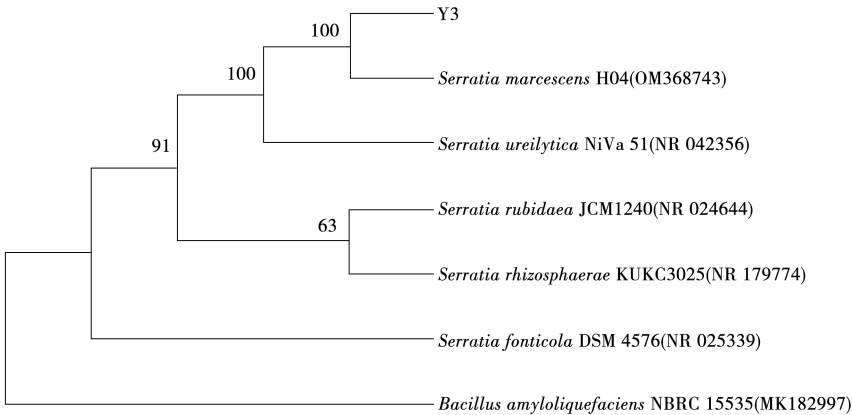 Y3
100
Serratia marcescens H04(OM368743)
100
Serratia ureilytica NiVa 51(NR 042356)
91
Serratia rubidaea JCM1240(NR 024644)
63
Serratia rhizosphaerae KUKC3025(NR 179774)
Serratia fonticola DSM 4576(NR 025339)
Bacillus amyloliquefaciens NBRC 15535(MK182997)